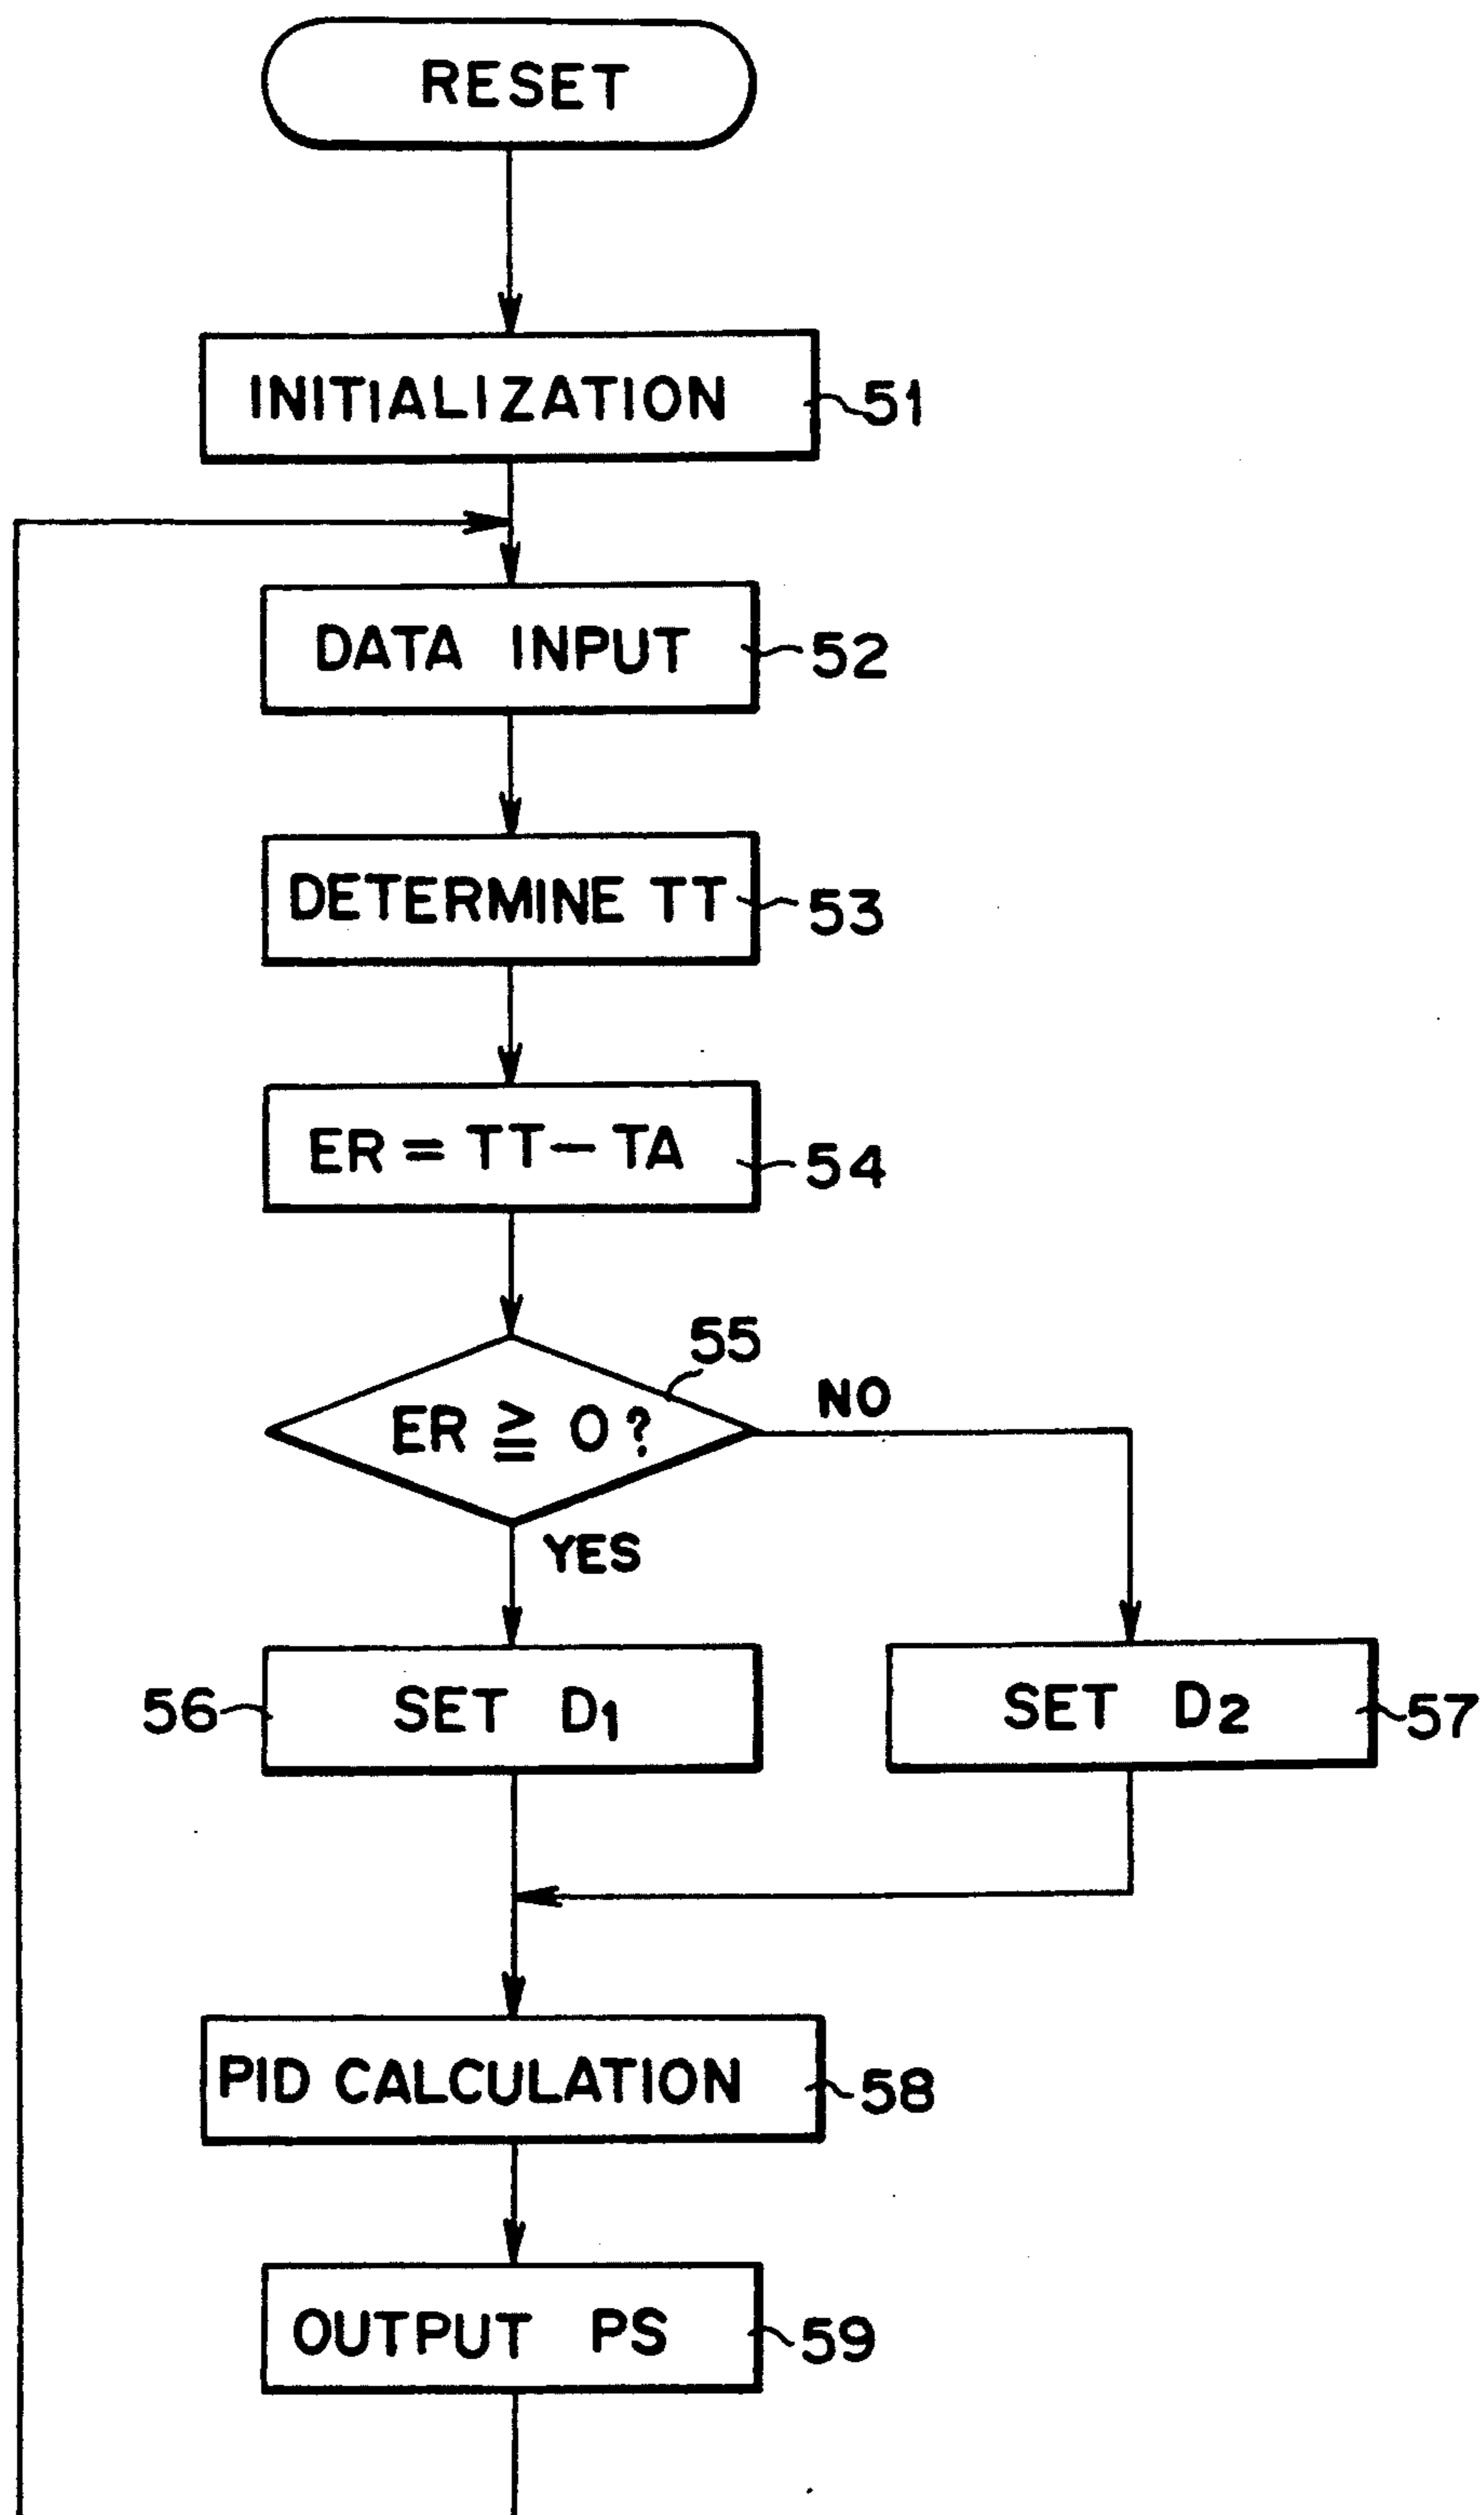 RESET
INITIALIZATION 51
DATA INPUT 52
DETERMINE TT 53
ER = TT - TA 54
55
ER ≧ 0 ? NO
YES
56 SET D1 SET D2 57
PID CALCULATION 58
OUTPUT PS 59